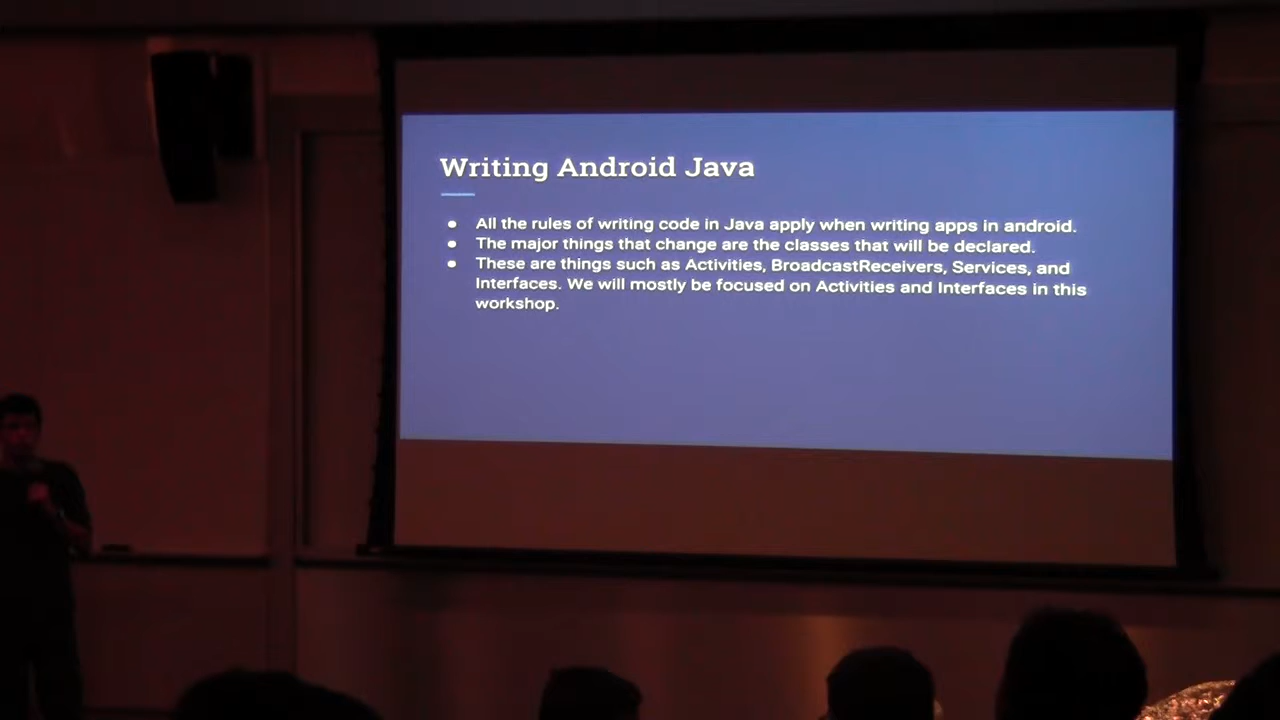 Writing Android Java
● All the rules of writing code in Java apply when writing apps in android.
● The major things that change are the classes that will be declared.
● These are things such as Activities, BroadcastReceivers, Services, and
Interfaces. We will mostly be focused on Activities and Interfaces in this
workshop.